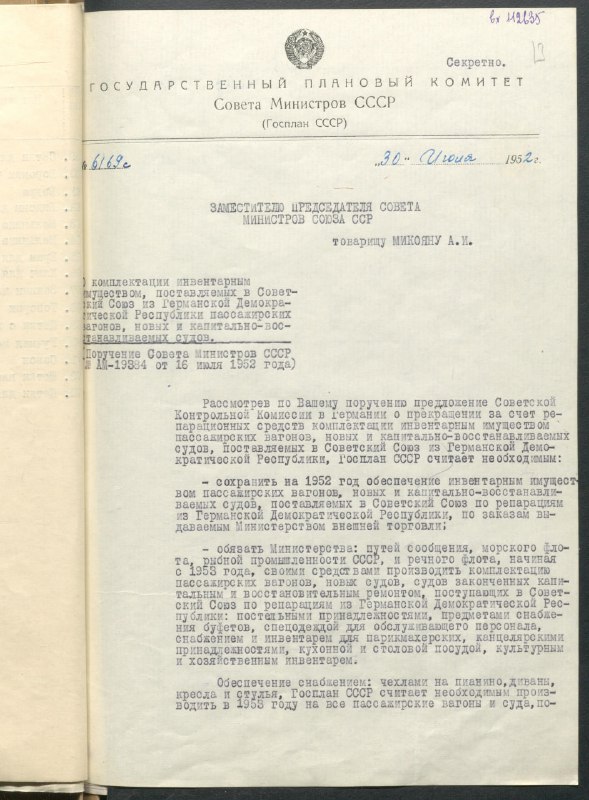 вх 112635
Секретно.
ГОСУДАРСТВЕННЫЙ ПЛАНОВЫЙ КОМИТЕТ
Совета Министров СССР
(Госплан СССР)
№ 6169с
„30" Июля 1952 г.
ЗАМЕСТИТЕЛЮ ПРЕДСЕДАТЕЛЯ СОВЕТА
МИНИСТРОВ СОЮЗА ССР
товарищу МИКОЯНУ А.И.
О комплектации инвентарным
имуществом, поставляемых в Совет-
ский Союз из Германской Демокра-
тической Республики пассажирских
вагонов, новых и капитально-вос-
станавливаемых судов.
(Поручение Совета Министров СССР
№ АМ-19384 от 16 июля 1952 года)
Рассмотрев по Вашему поручению предложение Советской
Контрольной Комиссии в Германии о прекращении за счет ре-
парационных средств комплектации инвентарным имуществом
пассажирских вагонов, новых и капитально-восстанавливаемых
судов, поставляемых в Советский Союз из Германской Демо-
кратической Республики, Госплан СССР считает необходимым:
- сохранить на 1952 год обеспечение инвентарным имущест-
вом пассажирских вагонов, новых и капитально-восстанавли-
ваемых судов, поставляемых в Советский Союз по репарациям
из Германской Демократической Республики, по заказам вы-
даваемым Министерством внешней торговли;
- обязать Министерства: путей сообщения, морского фло-
та, рыбной промышленности СССР, и речного флота, начиная
с 1953 года, своими средствами производить комплектацию
пассажирских вагонов, новых судов, судов законченных капи-
тальным и восстановительным ремонтом, поступающих в Совет-
ский Союз по репарациям из Германской Демократической Рес-
публики: постельными принадлежностями, предметами снабже-
ния буфетов, спецодеждой для обслуживающего персонала,
снабжением и инвентарем для парикмахерских, канцелярскими
принадлежностями, кухонной и столовой посудой, культурным
и хозяйственным инвентарем.
Обеспечение снабжением: чехлами на пианино, диваны,
кресла и стулья, Госплан СССР считает необходимым произ-
водить в 1953 году на все пассажирские вагоны и суда, по-